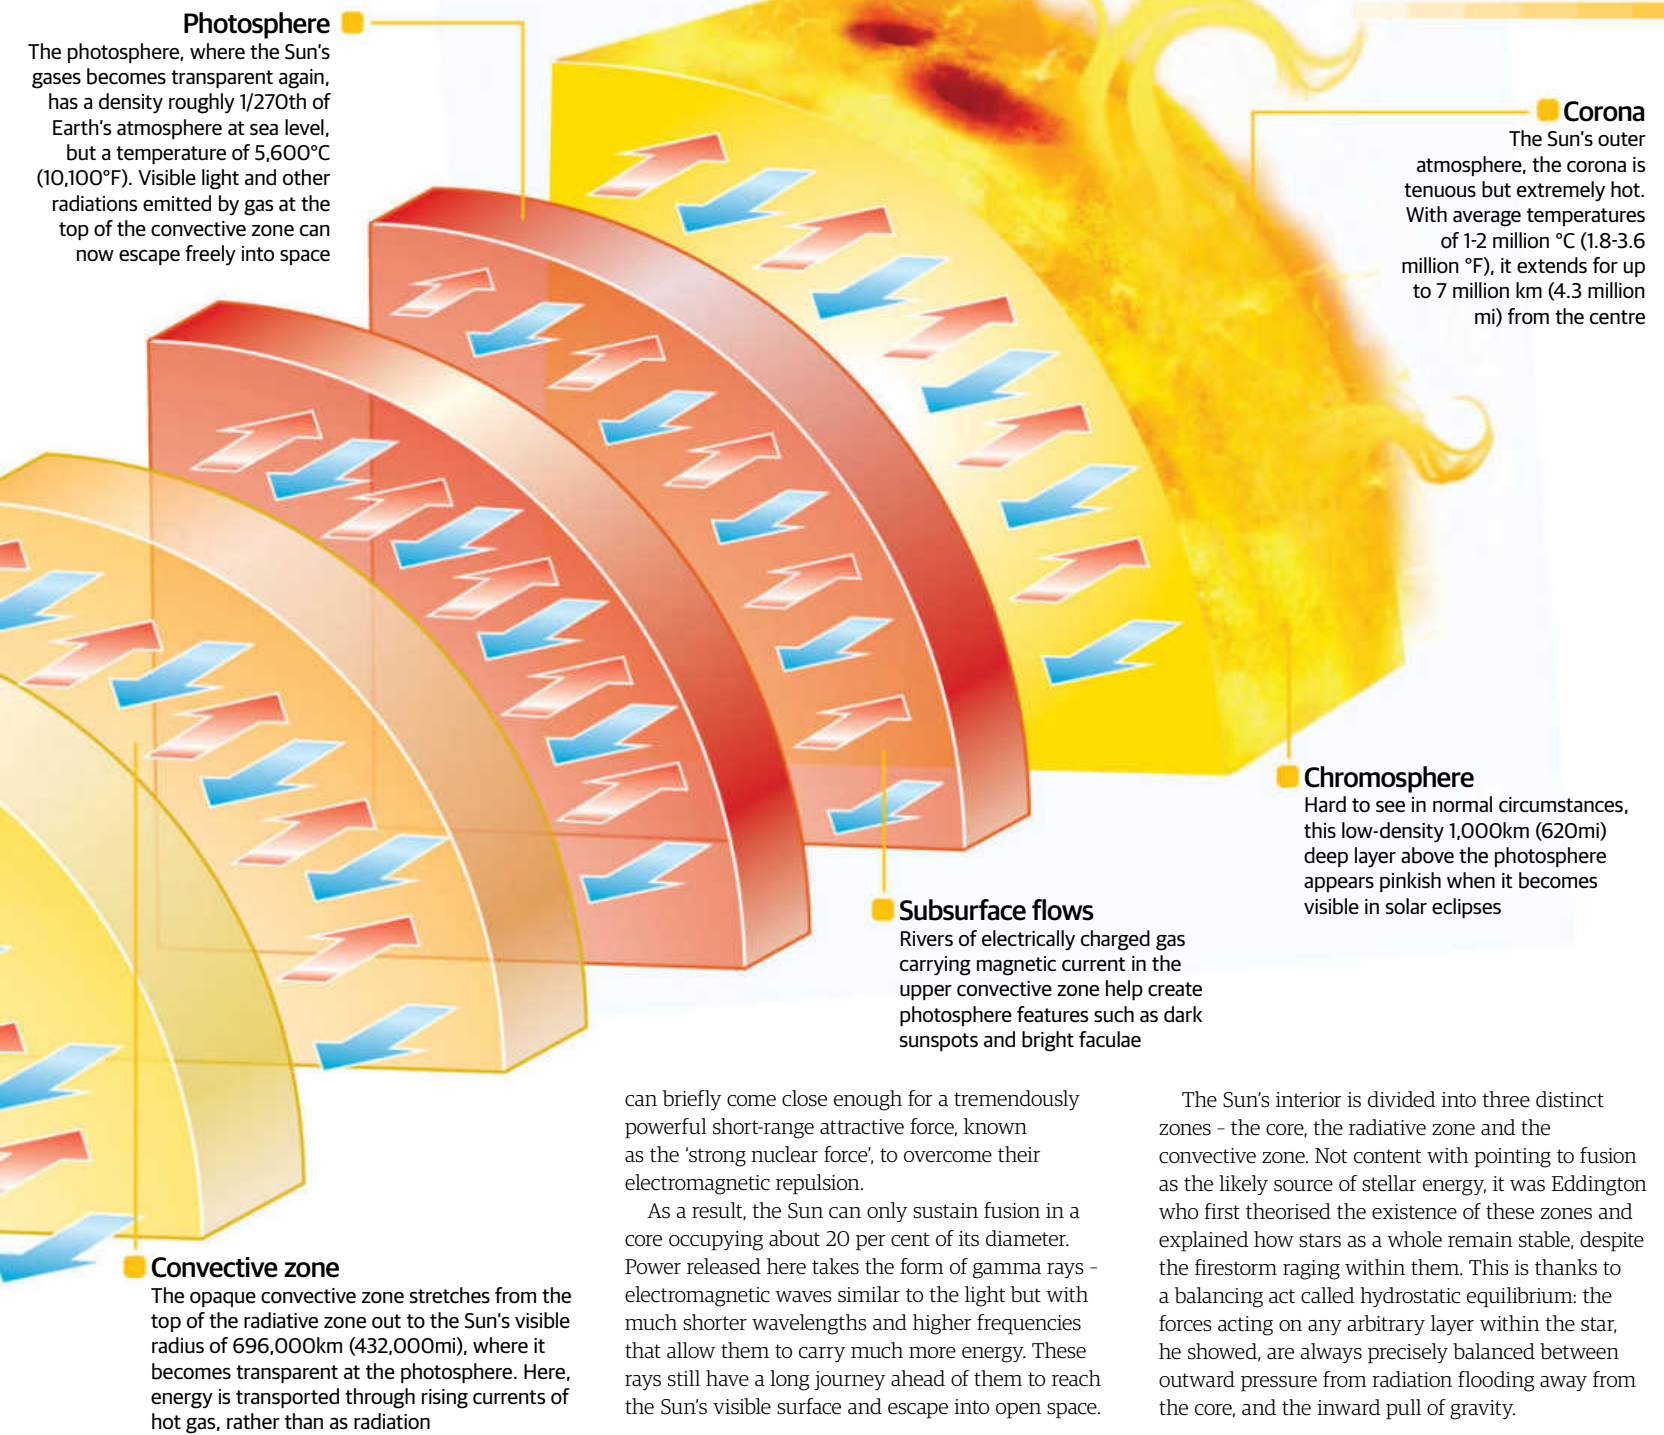 Photosphere
The photosphere, where the Sun's
gases becomes transparent again,
has a density roughly 1/270th of
Earth's atmosphere at sea level,
but a temperature of 5,600°C
(10,100°F). Visible light and other
radiations emitted by gas at the
top of the convective zone can
now escape freely into space
Corona
The Sun's outer
atmosphere, the corona is
tenuous but extremely hot.
With average temperatures
of 1-2 million °C (1.8-3.6
million °F), it extends for up
to 7 million km (4.3 million
mi) from the centre
Chromosphere
Hard to see in normal circumstances,
this low-density 1,000km (620mi)
deep layer above the photosphere
appears pinkish when it becomes
visible in solar eclipses
Subsurface flows
Rivers of electrically charged gas
carrying magnetic current in the
upper convective zone help create
photosphere features such as dark
sunspots and bright faculae
Convective zone
The opaque convective zone stretches from the
top of the radiative zone out to the Sun's visible
radius of 696,000km (432,000mi), where it
becomes transparent at the photosphere. Here,
energy is transported through rising currents of
hot gas, rather than as radiation
can briefly come close enough for a tremendously
powerful short-range attractive force, known
as the 'strong nuclear force', to overcome their
electromagnetic repulsion.
As a result, the Sun can only sustain fusion in a
core occupying about 20 per cent of its diameter.
Power released here takes the form of gamma rays –
electromagnetic waves similar to the light but with
much shorter wavelengths and higher frequencies
that allow them to carry much more energy. These
rays still have a long journey ahead of them to reach
the Sun's visible surface and escape into open space.
The Sun's interior is divided into three distinct
zones – the core, the radiative zone and the
convective zone. Not content with pointing to fusion
as the likely source of stellar energy, it was Eddington
who first theorised the existence of these zones and
explained how stars as a whole remain stable, despite
the firestorm raging within them. This is thanks to
a balancing act called hydrostatic equilibrium: the
forces acting on any arbitrary layer within the star,
he showed, are always precisely balanced between
outward pressure from radiation flooding away from
the core, and the inward pull of gravity.